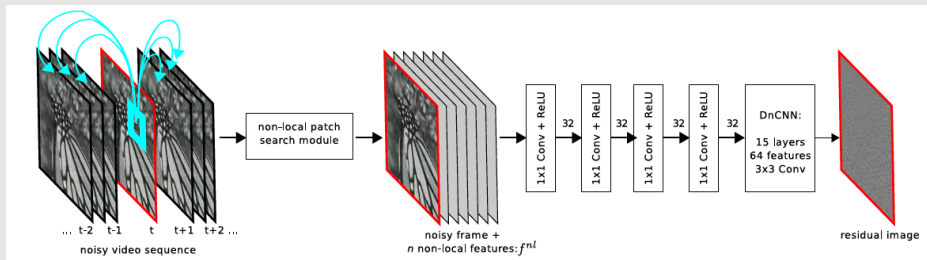 ... t-2 t-1 t t+1 t+2 ...
noisy video sequence
non-local patch
search module
noisy frame +
n non-local features: fⁿˡ
1x1 Conv + ReLU
32
1x1 Conv + ReLU
32
1x1 Conv + ReLU
32
1x1 Conv + ReLU
32
DnCNN:
15 layers
64 features
3x3 Conv
residual image